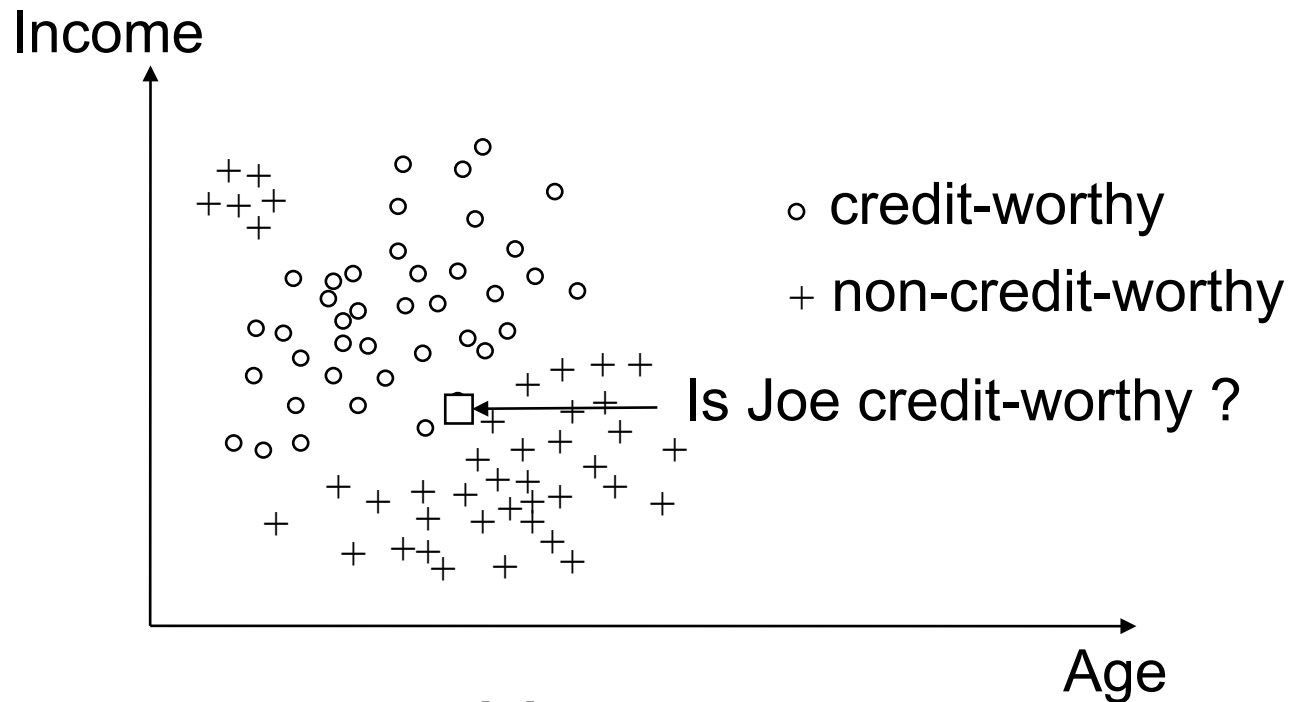 Income
○ credit-worthy
+ non-credit-worthy
Is Joe credit-worthy ?
Age